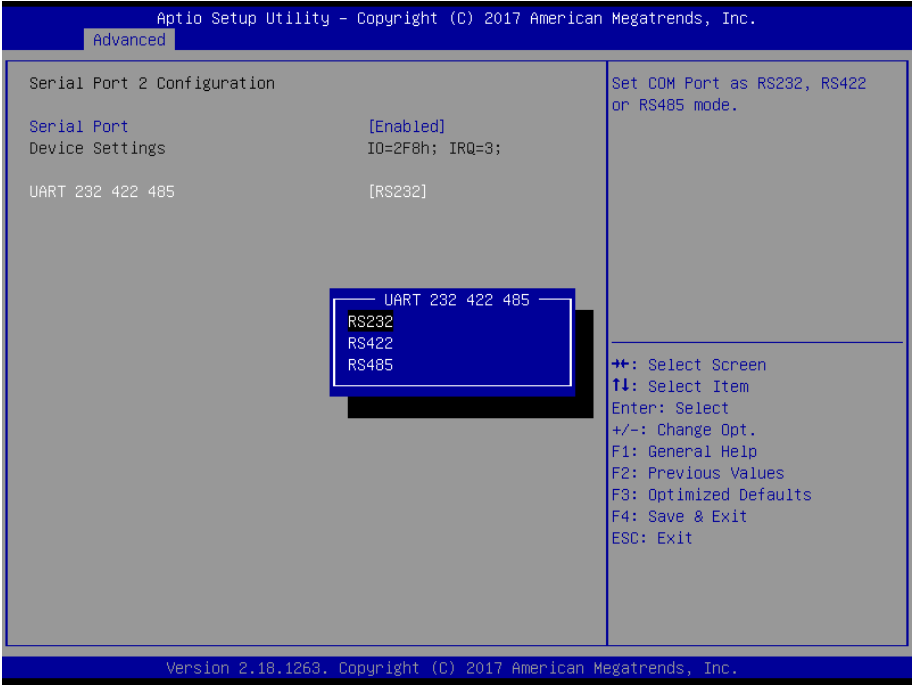 Aptio Setup Utility – Copyright (C) 2017 American Megatrends, Inc.
Advanced
Serial Port 2 Configuration
Serial Port [Enabled]
Device Settings IO=2F8h; IRQ=3;
UART 232 422 485 [RS232]
UART 232 422 485
RS232
RS422
RS485
Set COM Port as RS232, RS422
or RS485 mode.
→←: Select Screen
↑↓: Select Item
Enter: Select
+/-: Change Opt.
F1: General Help
F2: Previous Values
F3: Optimized Defaults
F4: Save & Exit
ESC: Exit
Version 2.18.1263. Copyright (C) 2017 American Megatrends, Inc.